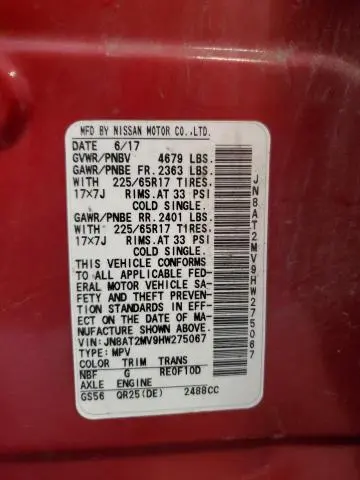 MFD BY NISSAN MOTOR CO.,LTD.
DATE 6/17
GVWR/PNBV 4679 LBS.
GAWR/PNBE FR. 2363 LBS.
WITH 225/65R17 TIRES.
17×7J RIMS.AT 33 PSI
COLD SINGLE.
GAWR/PNBE RR. 2401 LBS.
WITH 225/65R17 TIRES.
17×7J RIMS.AT 33 PSI
COLD SINGLE.
THIS VEHICLE CONFORMS
TO ALL APPLICABLE FED-
ERAL MOTOR VEHICLE SA-
FETY AND THEFT PREVEN-
TION STANDARDS IN EFF-
ECT ON THE DATE OF MA-
NUFACTURE SHOWN ABOVE.
VIN:JN8AT2MV9HW275067
TYPE:MPV
COLOR TRIM TRANS
NBF G RE0F10D
AXLE ENGINE
GS56 QR25(DE) 2488CC
JN8AT2MV9HW275067